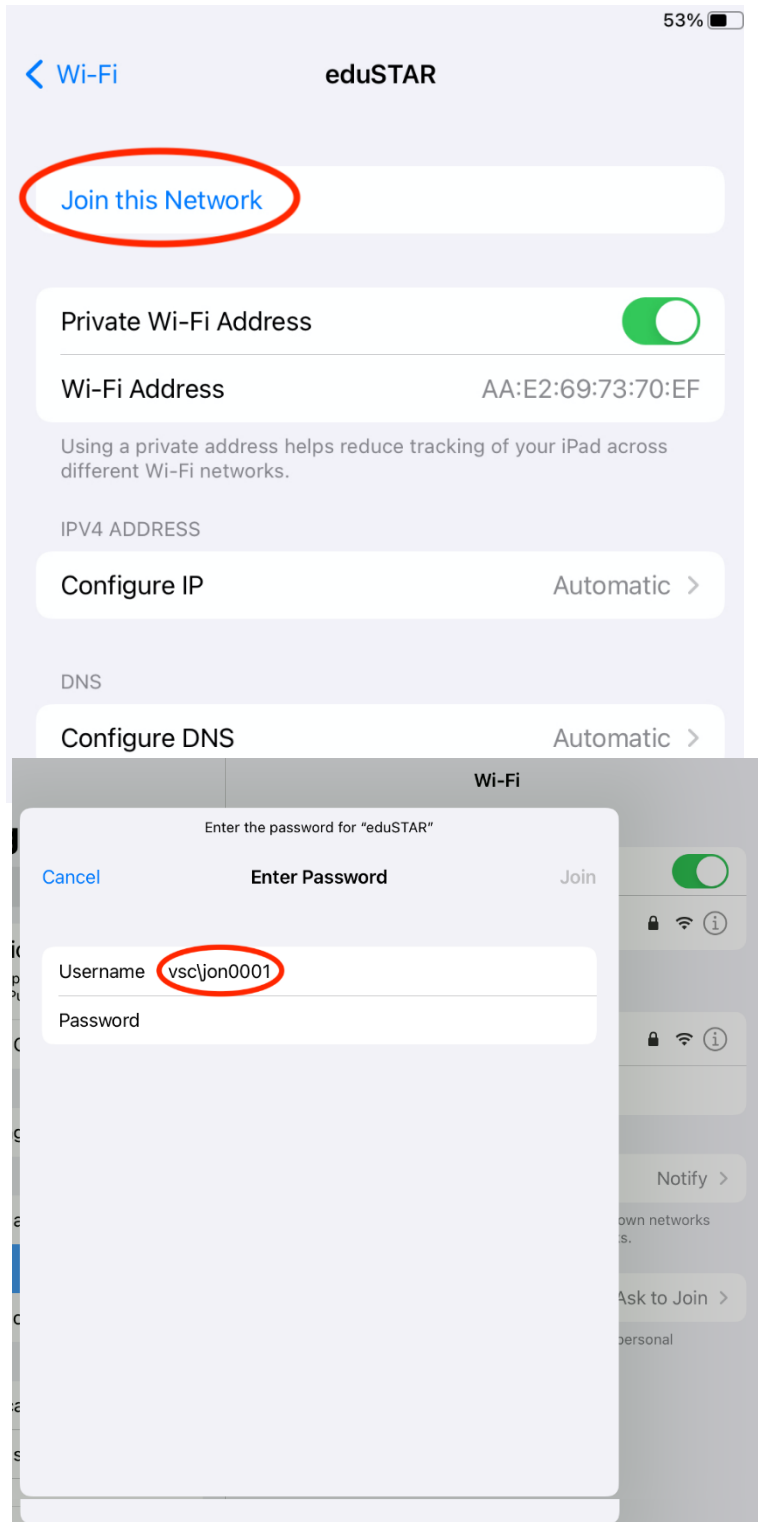 53%
Wi-Fi eduSTAR
Join this Network
Private Wi-Fi Address
Wi-Fi Address AA:E2:69:73:70:EF
Using a private address helps reduce tracking of your iPad across
different Wi-Fi networks.
IPV4 ADDRESS
Configure IP Automatic
DNS
Configure DNS Automatic
Wi-Fi
Enter the password for “eduSTAR”
Cancel Enter Password Join
Username vsc\jon0001
Password
Notify
own networks
Ask to Join
personal